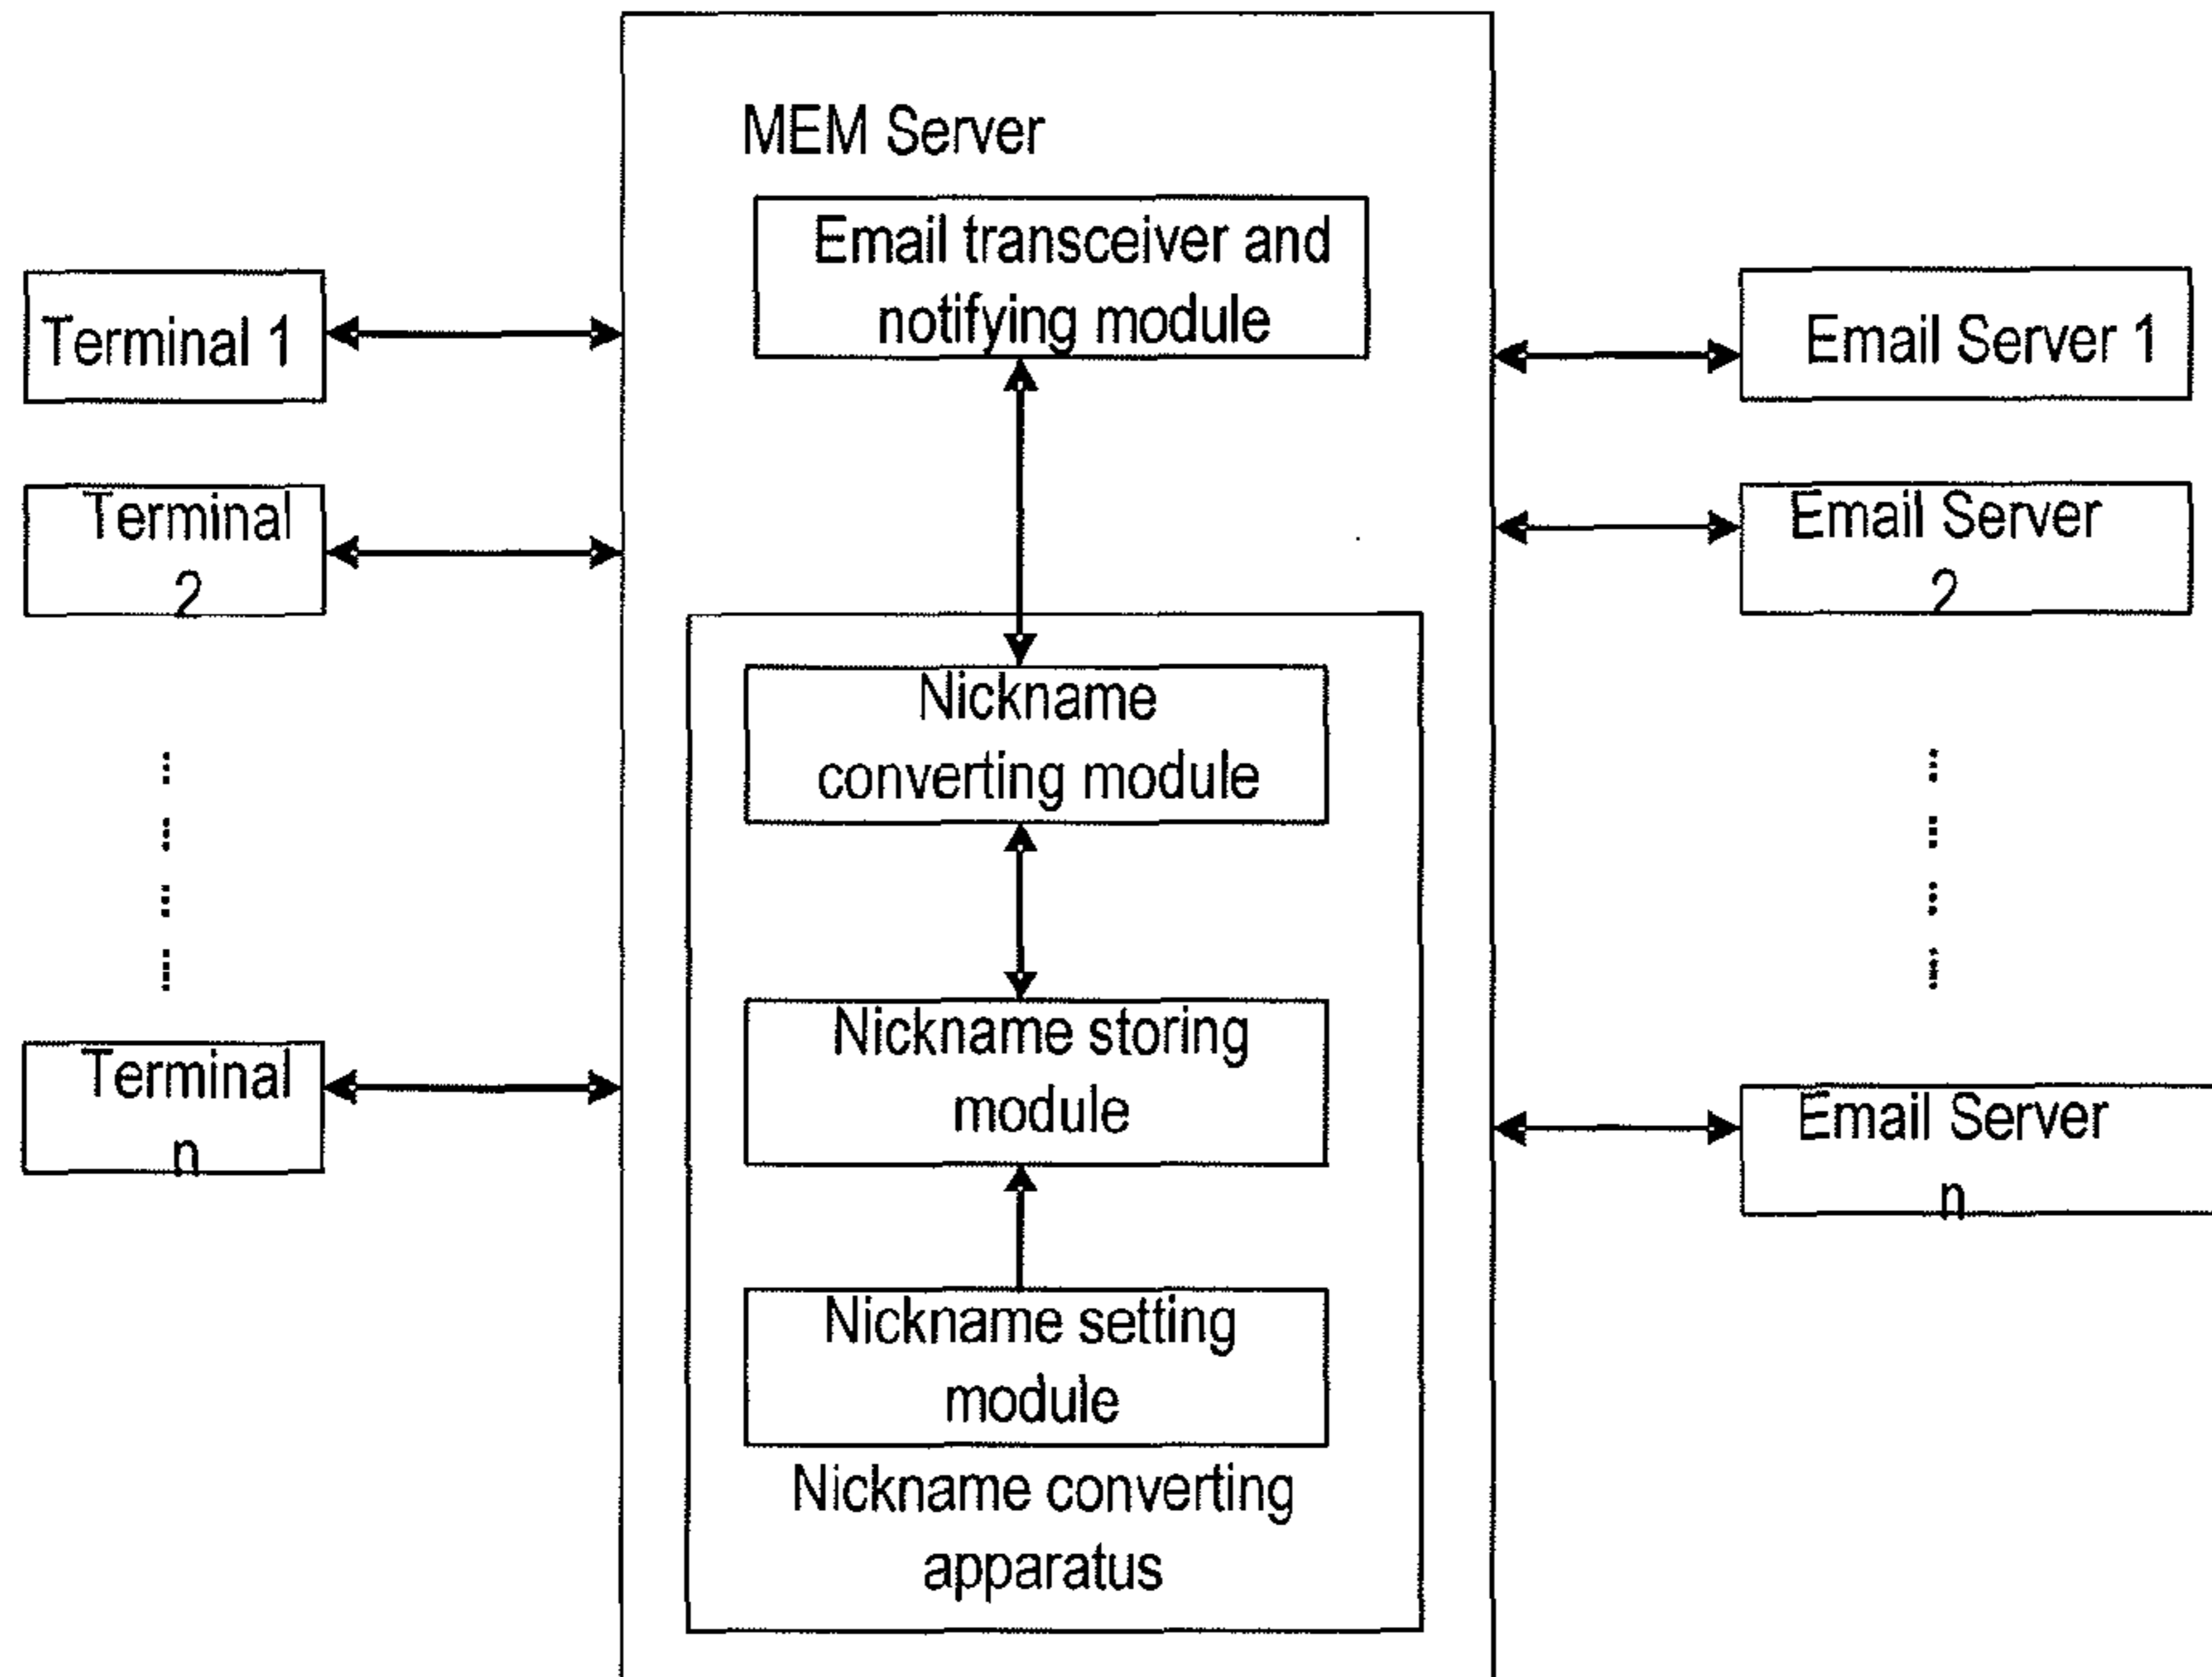 MEM Server
Email transceiver and
notifying module
Terminal 1
Email Server 1
Terminal
2
Email Server
2
Nickname
converting module
Nickname storing
module
Terminal
n
Email Server
n
Nickname setting
module
Nickname converting
apparatus